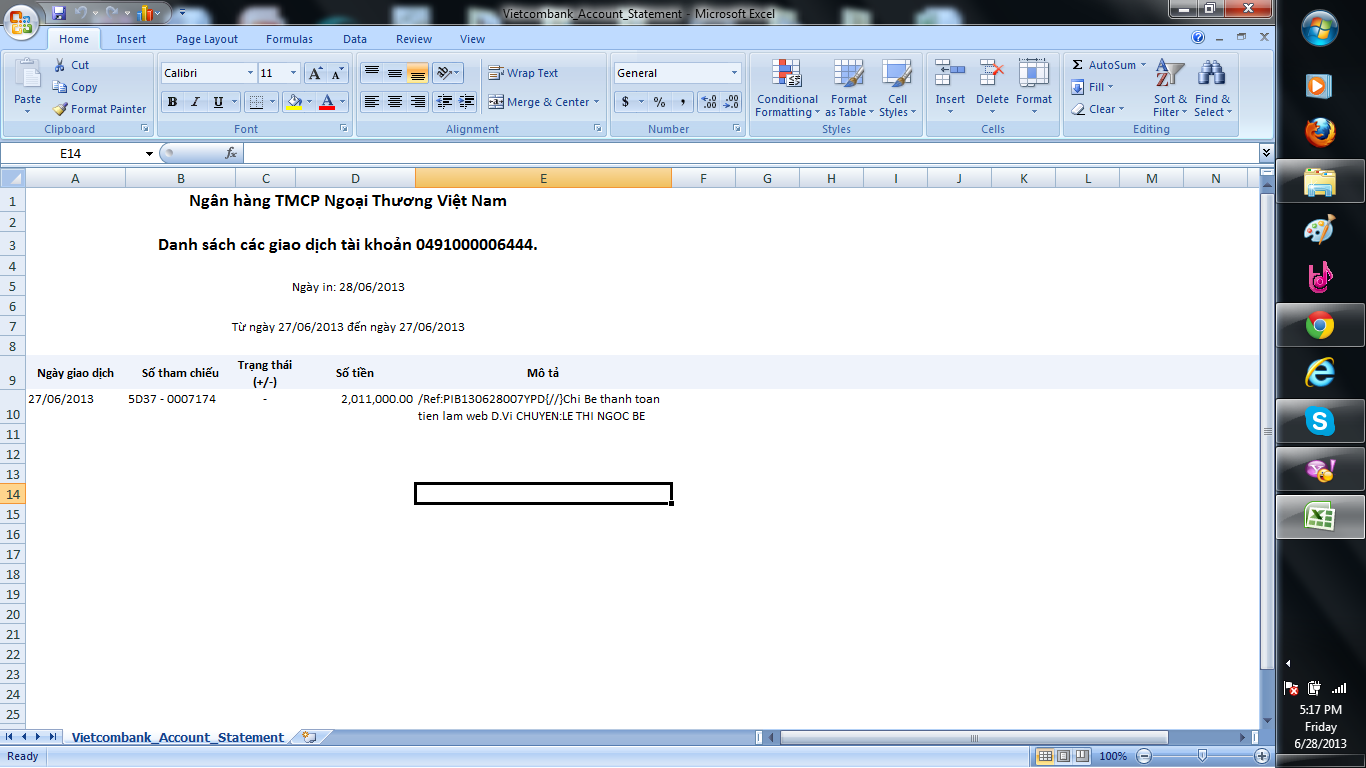 Vietcombank_Account_Statement - Microsoft Excel
Home Insert Page Layout Formulas Data Review View
Paste
Cut
Copy
Format Painter
Clipboard
Calibri 11
B I U
Font
Wrap Text
Merge & Center
Alignment
General
$ % ,
Number
Conditional Formatting
Format as Table
Cell Styles
Styles
Insert Delete Format
Cells
Σ AutoSum
Fill
Clear
Sort & Filter
Find & Select
Editing
E14
fx
A B C D E F G H I J K L M N
1 Ngân hàng TMCP Ngoại Thương Việt Nam
2
3 Danh sách các giao dịch tài khoản 0491000006444.
4
5 Ngày in: 28/06/2013
6
7 Từ ngày 27/06/2013 đến ngày 27/06/2013
8
9 Ngày giao dịch Số tham chiếu Trạng thái (+/-) Số tiền Mô tả
10 27/06/2013 5D37 - 0007174 - 2,011,000.00 /Ref:PIB130628007YPD{//}Chi Be thanh toan
tien lam web D.Vi CHUYEN:LE THI NGOC BE
11
12
13
14
15
16
17
18
19
20
21
22
23
24
25
Vietcombank_Account_Statement
Ready
100%
5:17 PM
Friday
6/28/2013